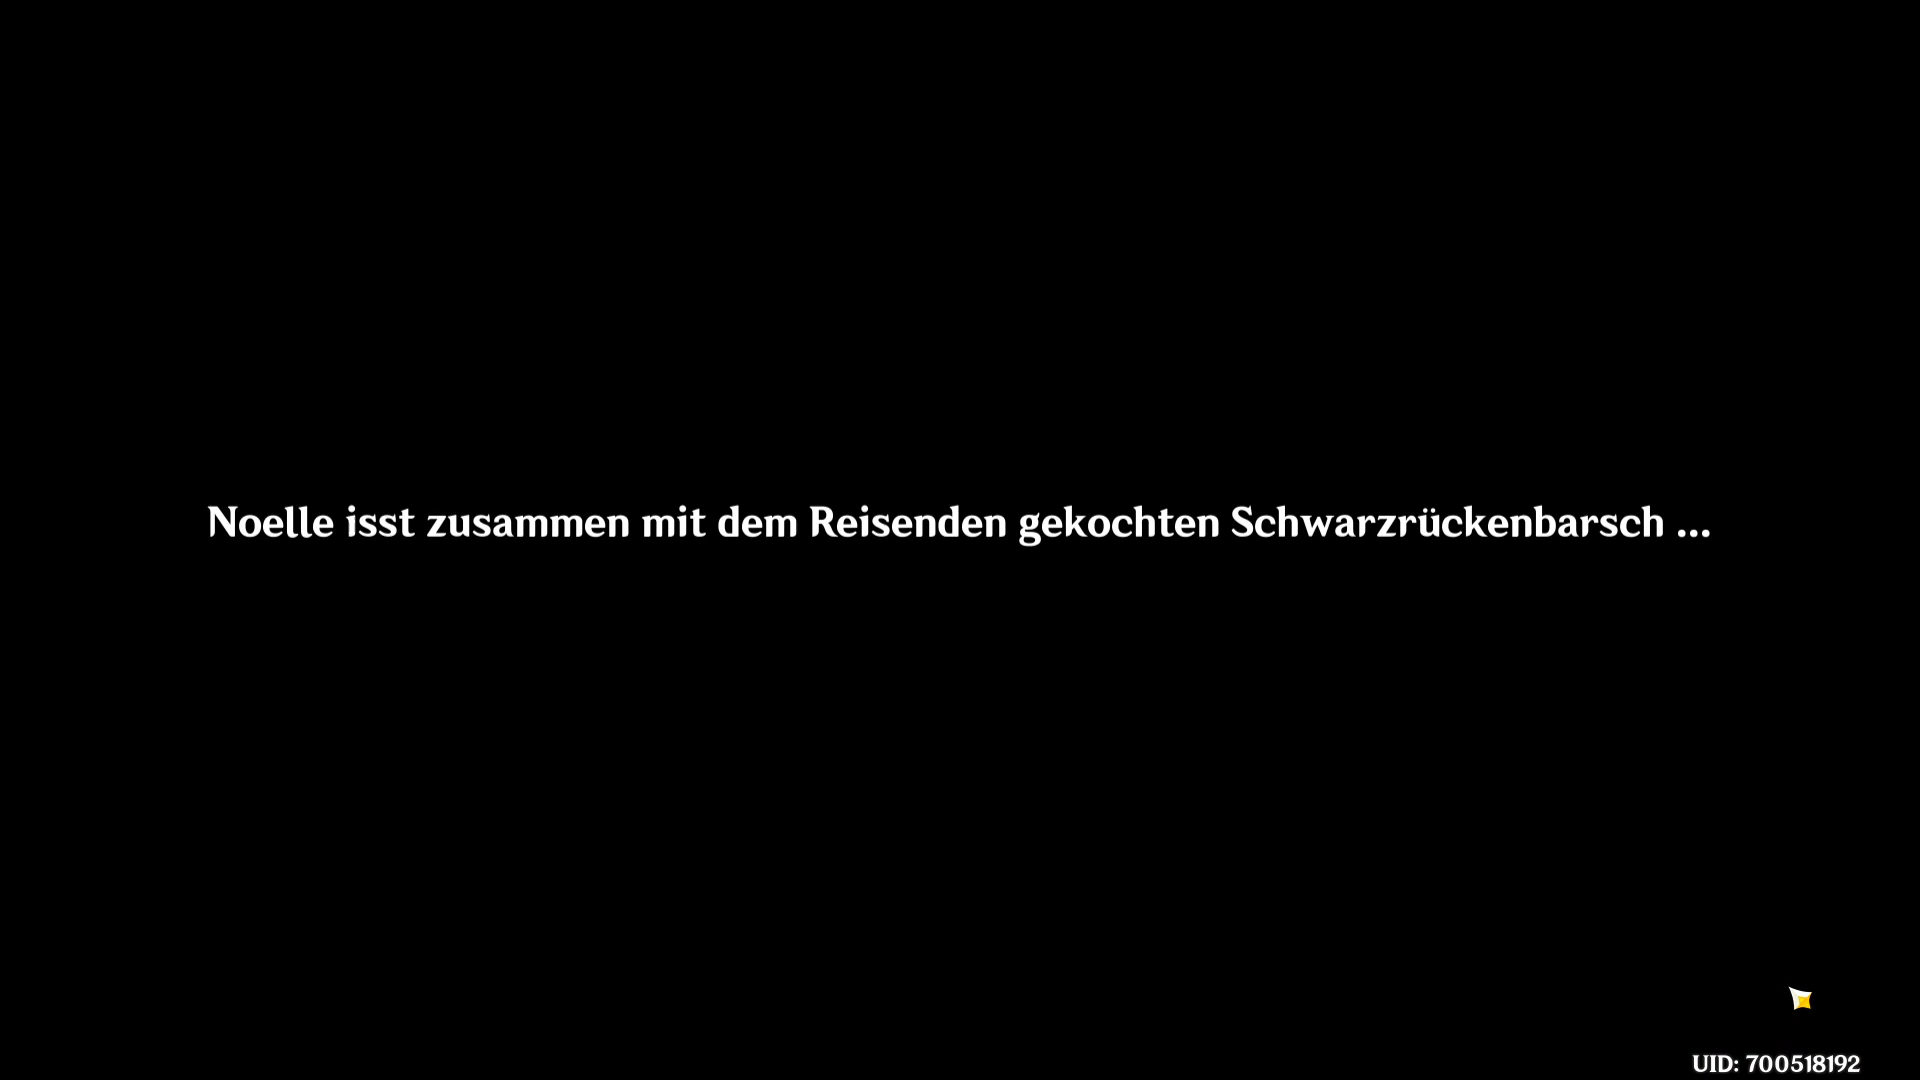 Noelle isst zusammen mit dem Reisenden gekochten Schwarzrückenbarsch ...
UID: 700518192